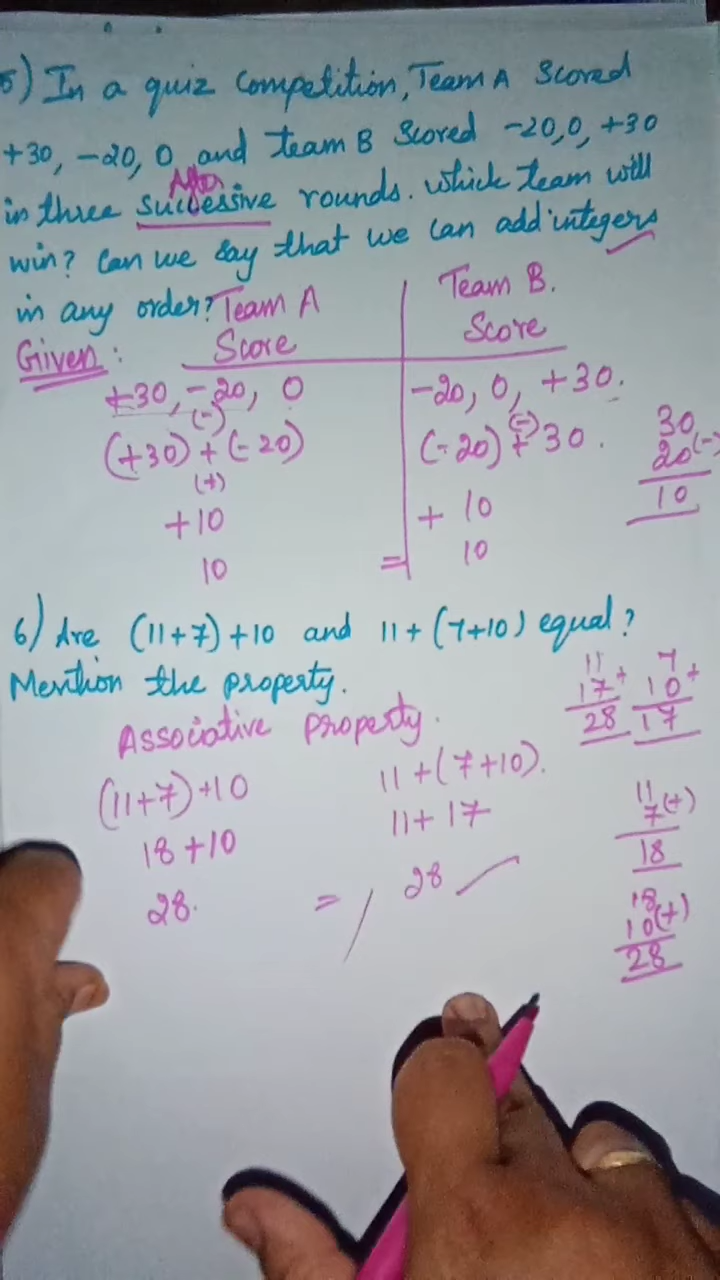 5) In a quiz competition, Team A Scored
+30, -20, 0 and team B Scored -20, 0, +30
in three successive rounds. which team will
win? Can we say that we can add integers
in any order?
Given: Team A Score | Team B. Score
+30, -20, 0 | -20, 0, +30.
(-) | (-)
(+30) + (-20) | (-20) + 30.
(+)
+10 | + 10
10 = 10
30
20 (-)
10
6) Are (11+7)+10 and 11+(7+10) equal?
Mention the property.
Associative property.
(11+7)+10 11+(7+10).
18+10 11+17
28. = 28
11
17 +
28
7
10 +
17
11
7(+)
18
18
10(+)
28